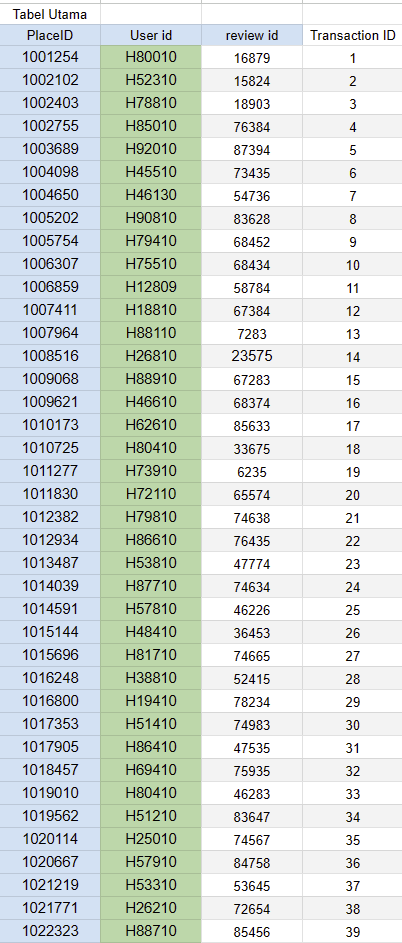 Tabel Utama
PlaceID User id review id Transaction ID
1001254 H80010 16879 1
1002102 H52310 15824 2
1002403 H78810 18903 3
1002755 H85010 76384 4
1003689 H92010 87394 5
1004098 H45510 73435 6
1004650 H46130 54736 7
1005202 H90810 83628 8
1005754 H79410 68452 9
1006307 H75510 68434 10
1006859 H12809 58784 11
1007411 H18810 67384 12
1007964 H88110 7283 13
1008516 H26810 23575 14
1009068 H88910 67283 15
1009621 H46610 68374 16
1010173 H62610 85633 17
1010725 H80410 33675 18
1011277 H73910 6235 19
1011830 H72110 65574 20
1012382 H79810 74638 21
1012934 H86610 76435 22
1013487 H53810 47774 23
1014039 H87710 74634 24
1014591 H57810 46226 25
1015144 H48410 36453 26
1015696 H81710 74665 27
1016248 H38810 52415 28
1016800 H19410 78234 29
1017353 H51410 74983 30
1017905 H86410 47535 31
1018457 H69410 75935 32
1019010 H80410 46283 33
1019562 H51210 83647 34
1020114 H25010 74567 35
1020667 H57910 84758 36
1021219 H53310 53645 37
1021771 H26210 72654 38
1022323 H88710 85456 39